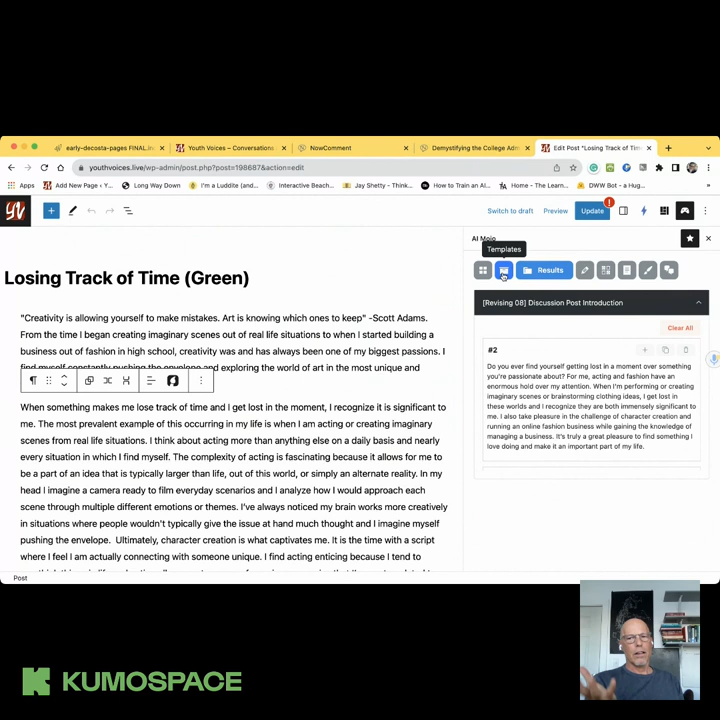 early-decosta-pages FINAL.in
Youth Voices – Conversations
NowComment
Demystifying the College Adm
Edit Post "Losing Track of Tim
youthvoices.live/wp-admin/post.php?post=198687&action=edit
Apps
Add New Page ‹ Y...
Long Way Down
I'm a Luddite (and...
Interactive Beach...
Jay Shetty - Think...
How to Train an AI...
Home - The Learn...
DWW Bot - a Hug...
Switch to draft
Preview
Update
!
AI Mojo
Templates
Results
Losing Track of Time (Green)
"Creativity is allowing yourself to make mistakes. Art is knowing which ones to keep" -Scott Adams.
From the time I began creating imaginary scenes out of real life situations to when I started building a
business out of fashion in high school, creativity was and has always been one of my biggest passions. I
find myself constantly pushing the envelope and exploring the world of art in the most unique and
When something makes me lose track of time and I get lost in the moment, I recognize it is significant to
me. The most prevalent example of this occurring in my life is when I am acting or creating imaginary
scenes from real life situations. I think about acting more than anything else on a daily basis and nearly
every situation in which I find myself. The complexity of acting is fascinating because it allows for me to
be a part of an idea that is typically larger than life, out of this world, or simply an alternate reality. In my
head I imagine a camera ready to film everyday scenarios and I analyze how I would approach each
scene through multiple different emotions or themes. I've always noticed my brain works more creatively
in situations where people wouldn't typically give the issue at hand much thought and I imagine myself
pushing the envelope. Ultimately, character creation is what captivates me. It is the time with a script
where I feel I am actually connecting with someone unique. I find acting enticing because I tend to
[Revising 08] Discussion Post Introduction
Clear All
#2
Do you ever find yourself getting lost in a moment over something
you're passionate about? For me, acting and fashion have an
enormous hold over my attention. When I'm performing or creating
imaginary scenes or brainstorming clothing ideas, I get lost in
these worlds and I recognize they are both immensely significant to
me. I also take pleasure in the challenge of character creation and
running an online fashion business while gaining the knowledge of
managing a business. It's truly a great pleasure to find something I
love doing and make it an important part of my life.
Post
KUMOSPACE